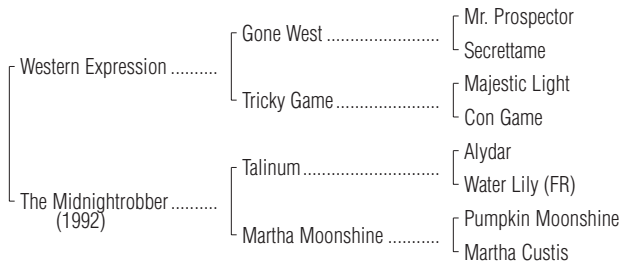 Mr. Prospector
Gone West ........................
Secrettame
Western Expression ..........
Majestic Light
Tricky Game ......................
Con Game
Alydar
Talinum .............................
Water Lily (FR)
The Midnightrobber ..........
(1992)
Pumpkin Moonshine
Martha Moonshine ...........
Martha Custis